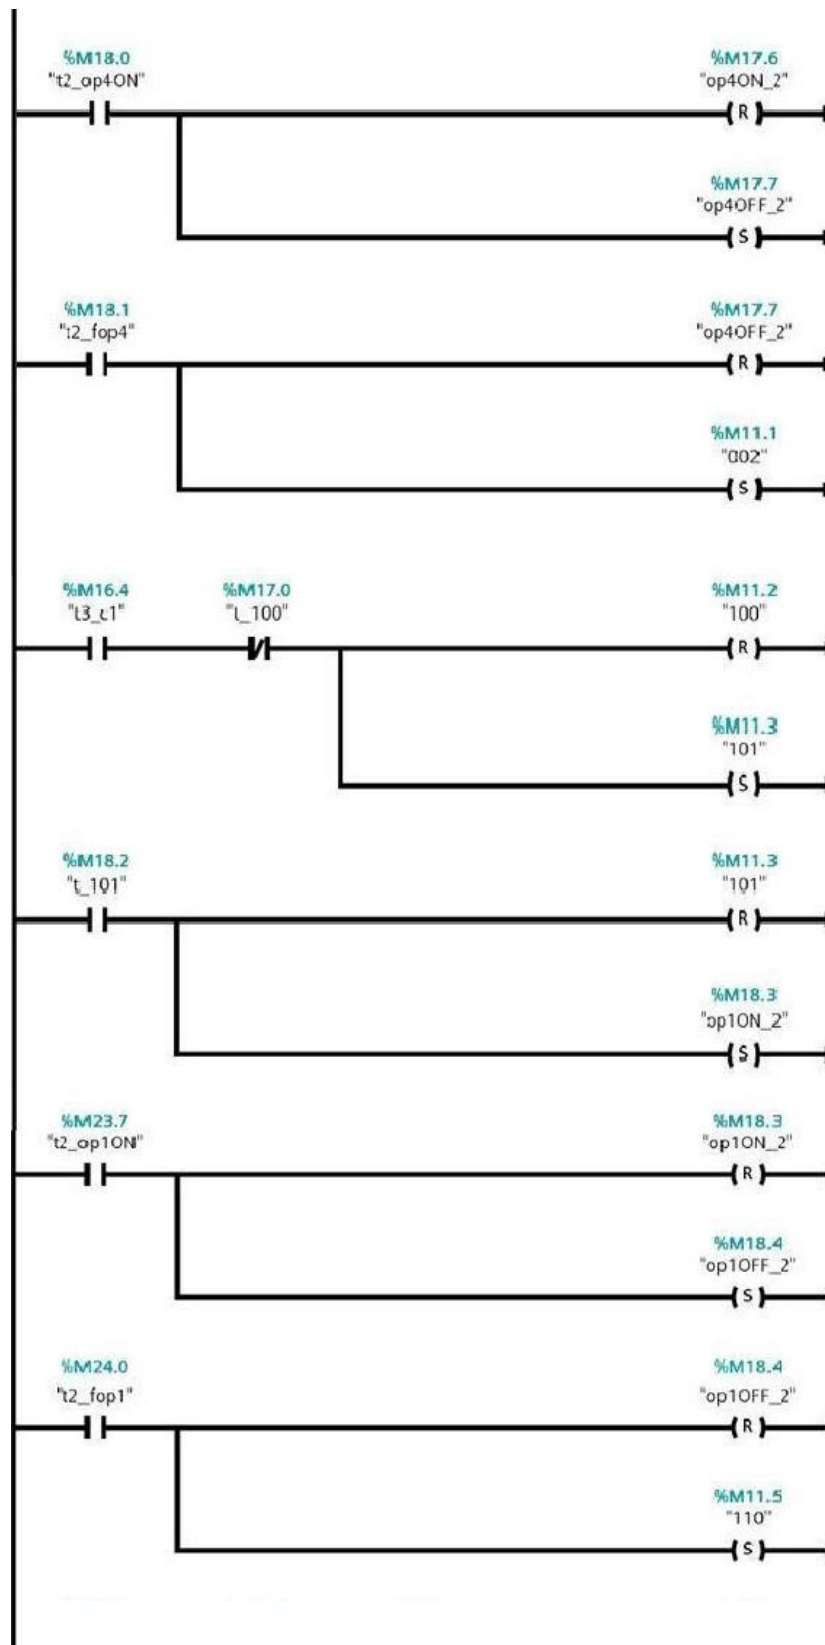 %M18.0
"t2_op4ON"
%M17.6
"op4ON_2"
R
%M17.7
"op4OFF_2"
S
%M18.1
"t2_fop4"
%M17.7
"op4OFF_2"
R
%M11.1
"002"
S
%M16.4
"t3_c1"
%M17.0
"t_100"
%M11.2
"100"
R
%M11.3
"101"
S
%M18.2
"t_101"
%M11.3
"101"
R
%M18.3
"op1ON_2"
S
%M23.7
"t2_op1ON"
%M18.3
"op1ON_2"
R
%M18.4
"op1OFF_2"
S
%M24.0
"t2_fop1"
%M18.4
"op1OFF_2"
R
%M11.5
"110"
S